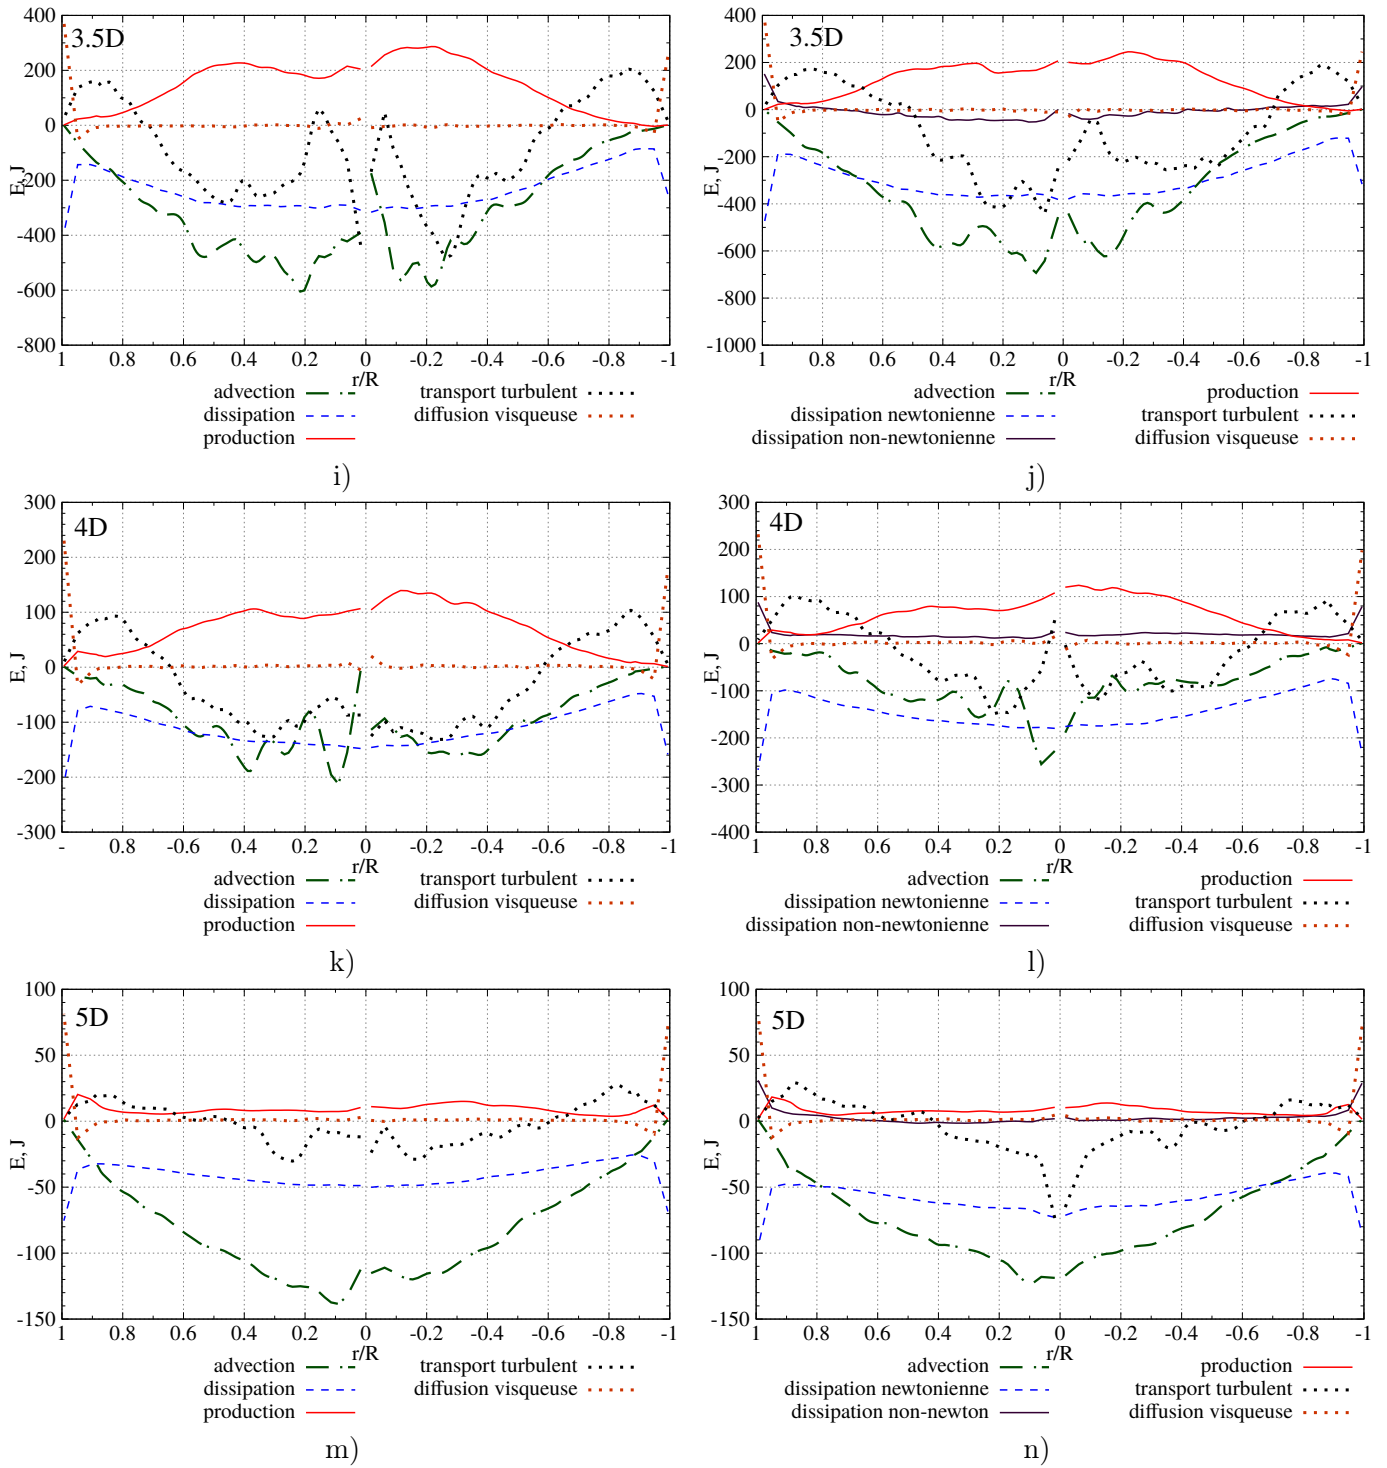 3.5D
E, J
400
200
0
-200
-400
-600
-800
1 0.8 0.6 0.4 0.2 0 -0.2 -0.4 -0.6 -0.8 -1
r/R
advection transport turbulent
dissipation diffusion visqueuse
production
i)
3.5D
E, J
400
200
0
-200
-400
-600
-800
-1000
1 0.8 0.6 0.4 0.2 0 -0.2 -0.4 -0.6 -0.8 -1
r/R
advection production
dissipation newtonienne transport turbulent
dissipation non-newtonienne diffusion visqueuse
j)
4D
E, J
300
200
100
0
-100
-200
-300
- 0.8 0.6 0.4 0.2 0 -0.2 -0.4 -0.6 -0.8 -1
r/R
advection transport turbulent
dissipation diffusion visqueuse
production
k)
4D
E, J
300
200
100
0
-100
-200
-300
-400
1 0.8 0.6 0.4 0.2 0 -0.2 -0.4 -0.6 -0.8 -1
r/R
advection production
dissipation newtonienne transport turbulent
dissipation non-newtonienne diffusion visqueuse
l)
5D
E, J
100
50
0
-50
-100
-150
1 0.8 0.6 0.4 0.2 0 -0.2 -0.4 -0.6 -0.8 -1
r/R
advection transport turbulent
dissipation diffusion visqueuse
production
m)
5D
E, J
100
50
0
-50
-100
-150
1 0.8 0.6 0.4 0.2 0 -0.2 -0.4 -0.6 -0.8 -1
r/R
advection production
dissipation newtonienne transport turbulent
dissipation non-newton diffusion visqueuse
n)